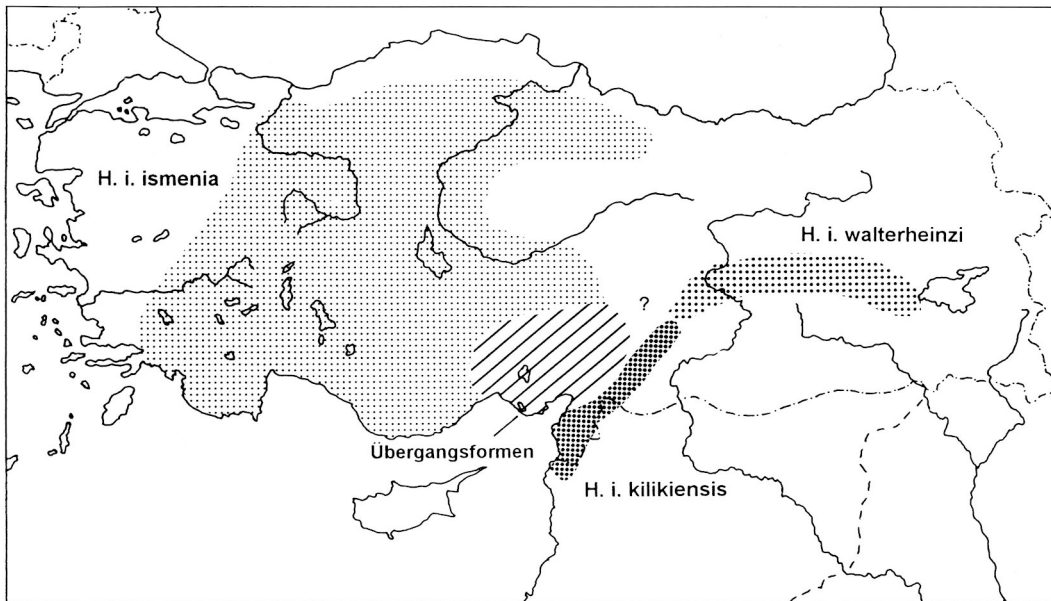 H. i. ismenia
H. i. walterheinzi
?
Übergangsformen
H. i. kilikiensis